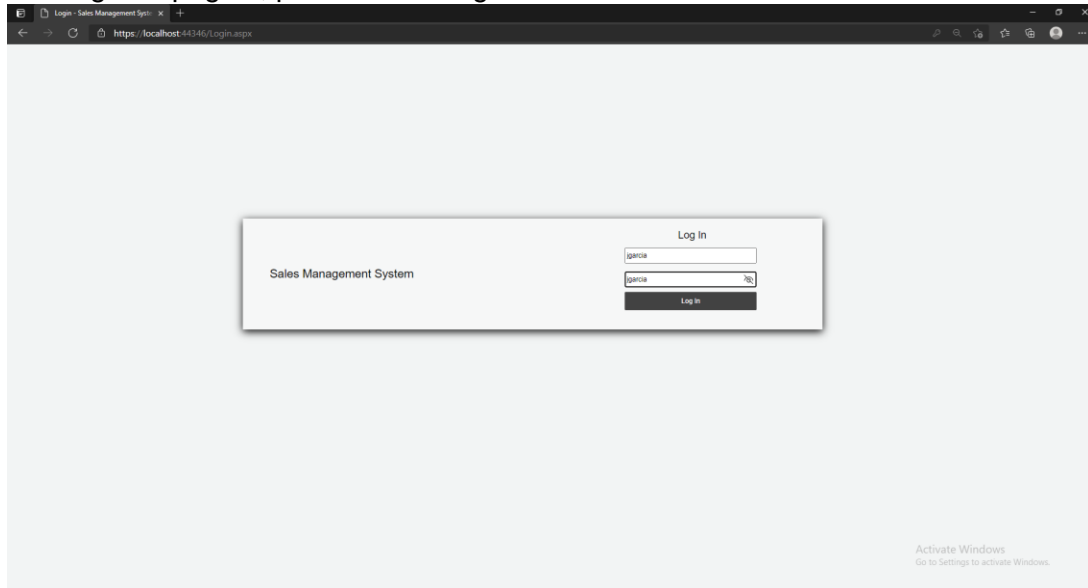 Login - Sales Management Syste
https://localhost:44346/Login.aspx
Log In
jgarcia
Sales Management System
jgarcia
Log In
Activate Windows
Go to Settings to activate Windows.